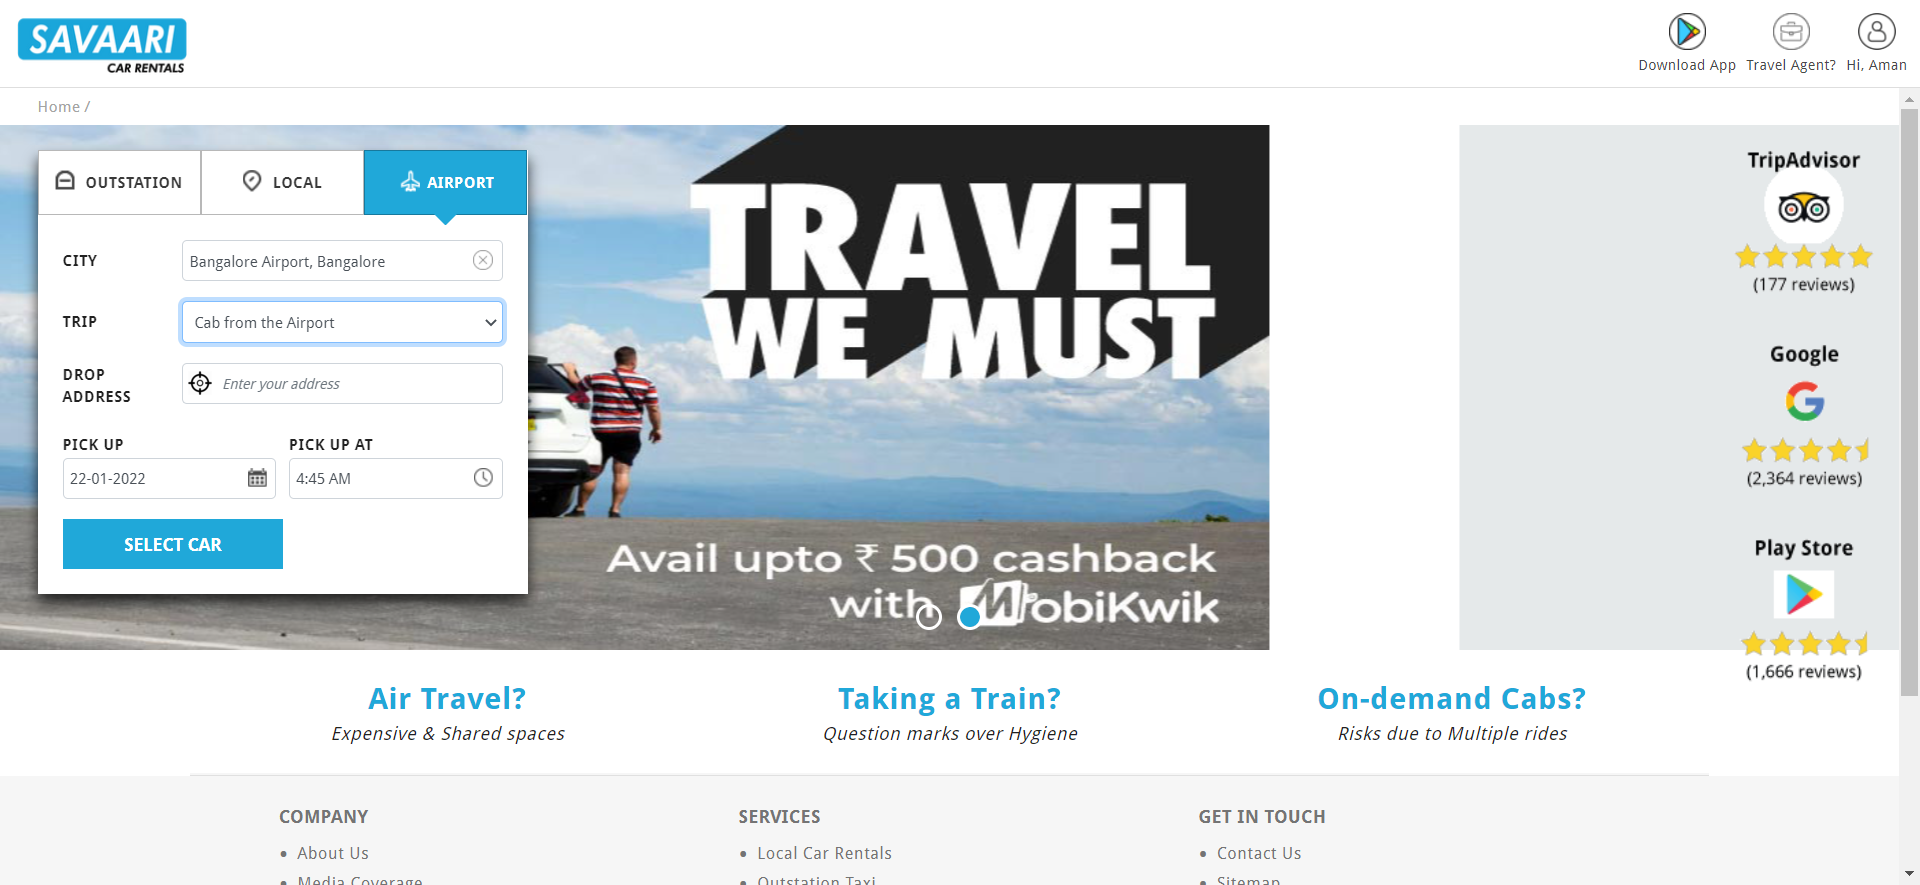 SAVAARI
CAR RENTALS
Download App
Travel Agent?
Hi, Aman
Home /
OUTSTATION
LOCAL
AIRPORT
CITY
Bangalore Airport, Bangalore
TRIP
Cab from the Airport
DROP
ADDRESS
Enter your address
PICK UP
PICK UP AT
22-01-2022
4:45 AM
SELECT CAR
TRAVEL
WE MUST
Avail upto ₹ 500 cashback
with MobiKwik
TripAdvisor
(177 reviews)
Google
(2,364 reviews)
Play Store
(1,666 reviews)
Air Travel?
Expensive & Shared spaces
Taking a Train?
Question marks over Hygiene
On-demand Cabs?
Risks due to Multiple rides
COMPANY
• About Us
• Media Coverage
SERVICES
• Local Car Rentals
• Outstation Taxi
GET IN TOUCH
• Contact Us
• Sitemap